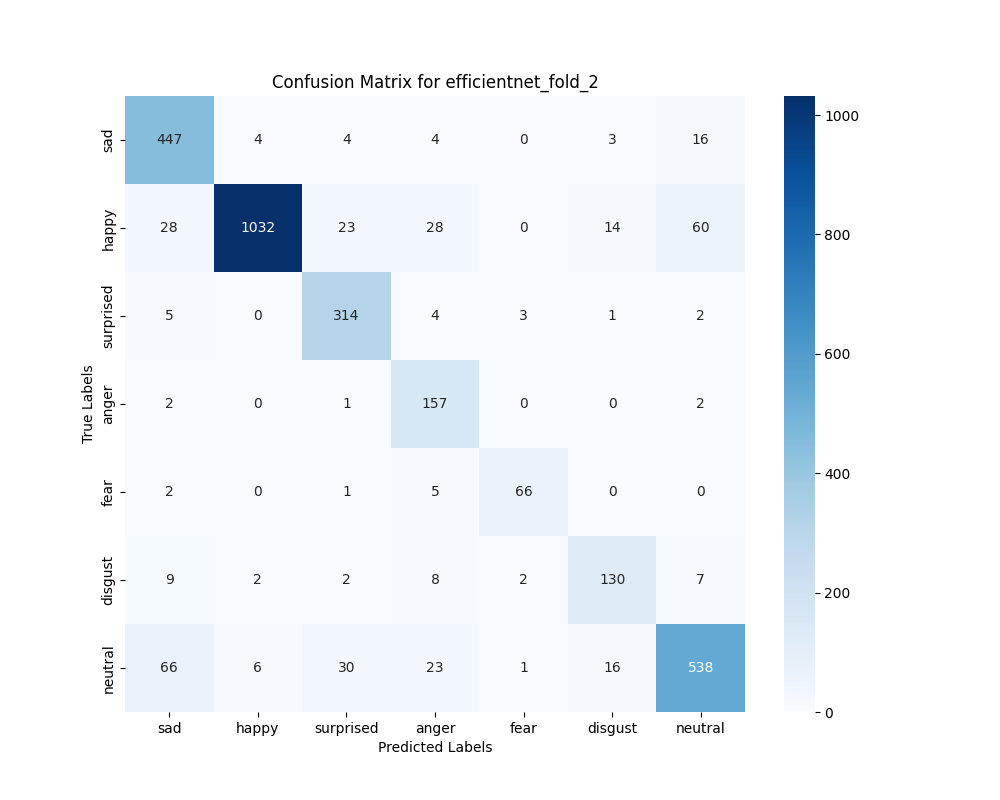 Confusion Matrix for efficientnet_fold_2
sad 447 4 4 4 0 3 16
happy 28 1032 23 28 0 14 60
surprised 5 0 314 4 3 1 2
anger 2 0 1 157 0 0 2
fear 2 0 1 5 66 0 0
disgust 9 2 2 8 2 130 7
neutral 66 6 30 23 1 16 538
sad happy surprised anger fear disgust neutral
Predicted Labels
True Labels
1000
800
600
400
200
0